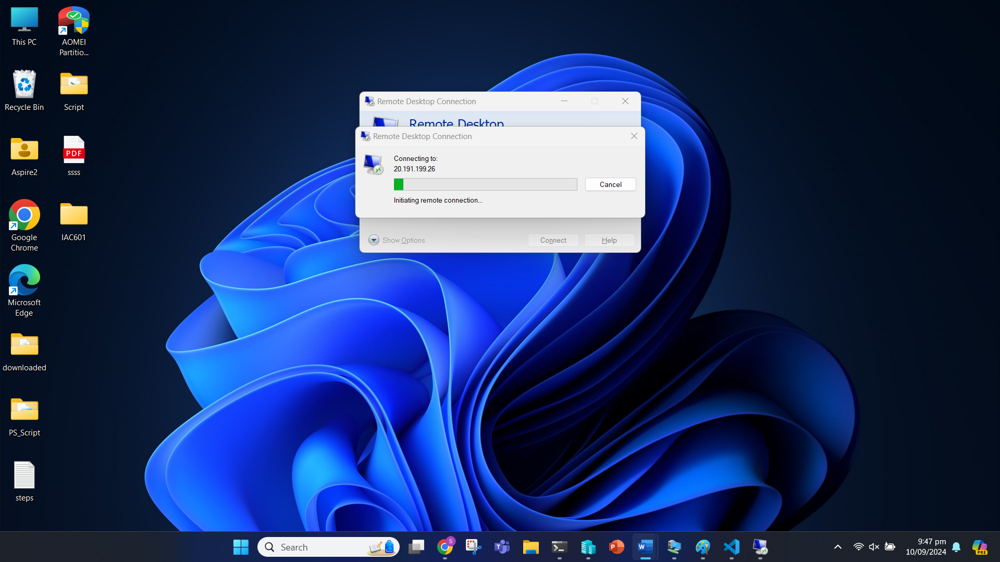 This PC
AOMEI
Partitio...
Recycle Bin
Script
Aspire2
PDF
ssss
Google
Chrome
IAC601
Microsoft
Edge
downloaded
PS_Script
steps
Remote Desktop Connection
Remote Desktop
Remote Desktop Connection
Connecting to:
20.191.199.26
Cancel
Initiating remote connection...
Show Options
Connect
Help
Search
S
T
P
W
9:47 pm
10/09/2024
PRE